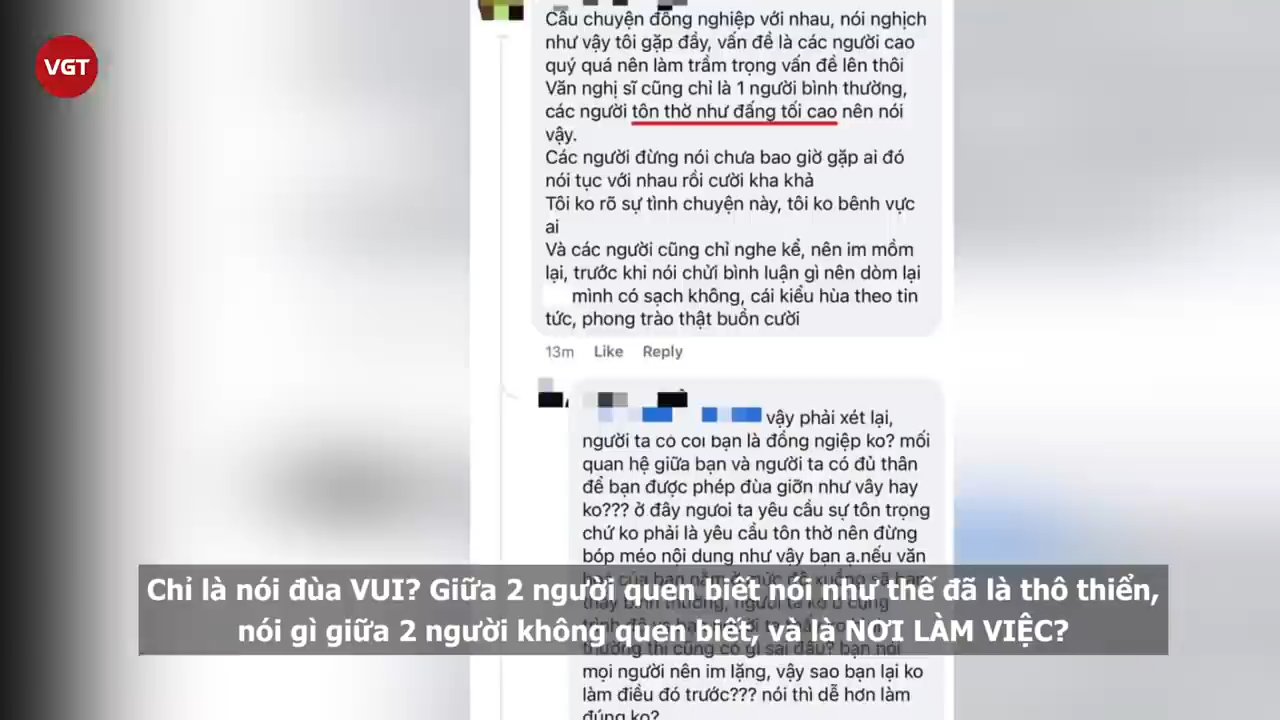 VGT
Câu chuyện đồng nghiệp với nhau, nói nghịch
như vậy tôi gặp đầy, vấn đề là các người cao
quý quá nên làm trầm trọng vấn đề lên thôi
Văn nghị sĩ cũng chỉ là 1 người bình thường,
các người tôn thờ như đấng tối cao nên nói
vậy.
Các người đừng nói chưa bao giờ gặp ai đó
nói tục với nhau rồi cười kha khả
Tôi ko rõ sự tình chuyện này, tôi ko bênh vực
ai
Và các người cũng chỉ nghe kể, nên im mồm
lại, trước khi nói chửi bình luận gì nên dòm lại
mình có sạch không, cái kiểu hùa theo tin
tức, phong trào thật buồn cười
13m Like Reply
vậy phải xét lại,
người ta có coi bạn là đồng ngiệp ko? mối
quan hệ giữa bạn và người ta có đủ thân
để bạn được phép đùa giỡn như vây hay
ko??? ở đây ngưoi ta yêu cầu sự tôn trọng
chứ ko phải là yêu cầu tôn thờ nên đừng
bóp méo nội dung như vậy bạn ạ.nếu văn
Chỉ là nói đùa VUI? Giữa 2 người quen biết nói như thế đã là thô thiển,
nói gì giữa 2 người không quen biết, và là NƠI LÀM VIỆC?
thường thì cũng có gì sai đâu? bạn nói
mọi người nên im lặng, vậy sao bạn lại ko
làm điều đó trước??? nói thì dễ hơn làm
đúng ko?